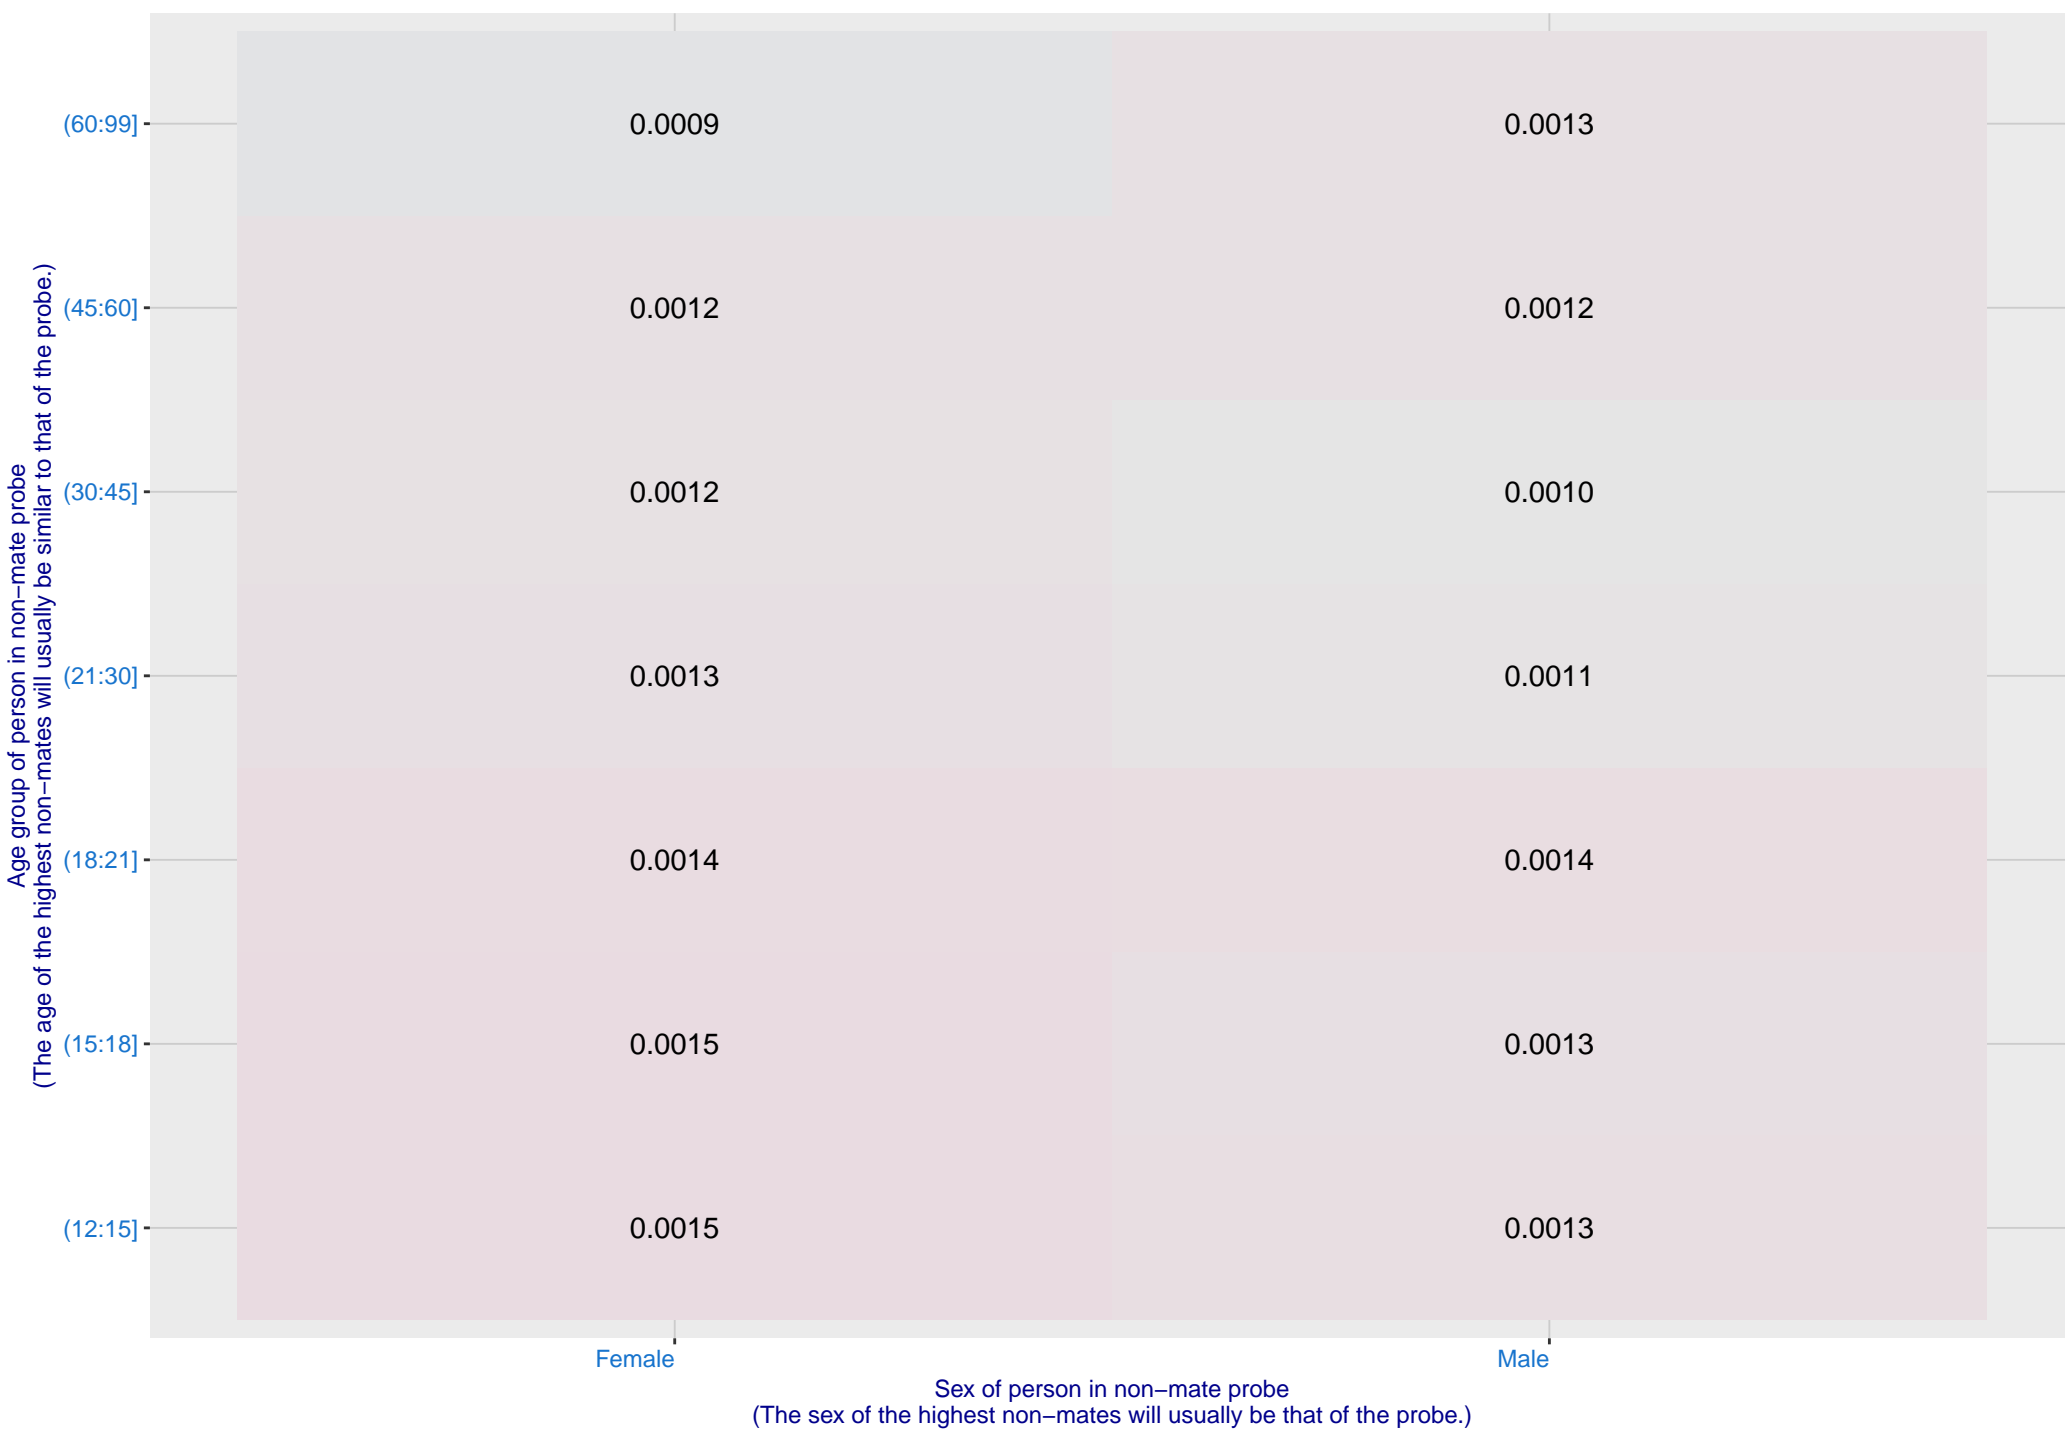 Age group of person in non−mate probe
(The age of the highest non−mates will usually be similar to that of the probe.)
(60:99] 0.0009 0.0013
(45:60] 0.0012 0.0012
(30:45] 0.0012 0.0010
(21:30] 0.0013 0.0011
(18:21] 0.0014 0.0014
(15:18] 0.0015 0.0013
(12:15] 0.0015 0.0013
Female Male
Sex of person in non−mate probe
(The sex of the highest non−mates will usually be that of the probe.)